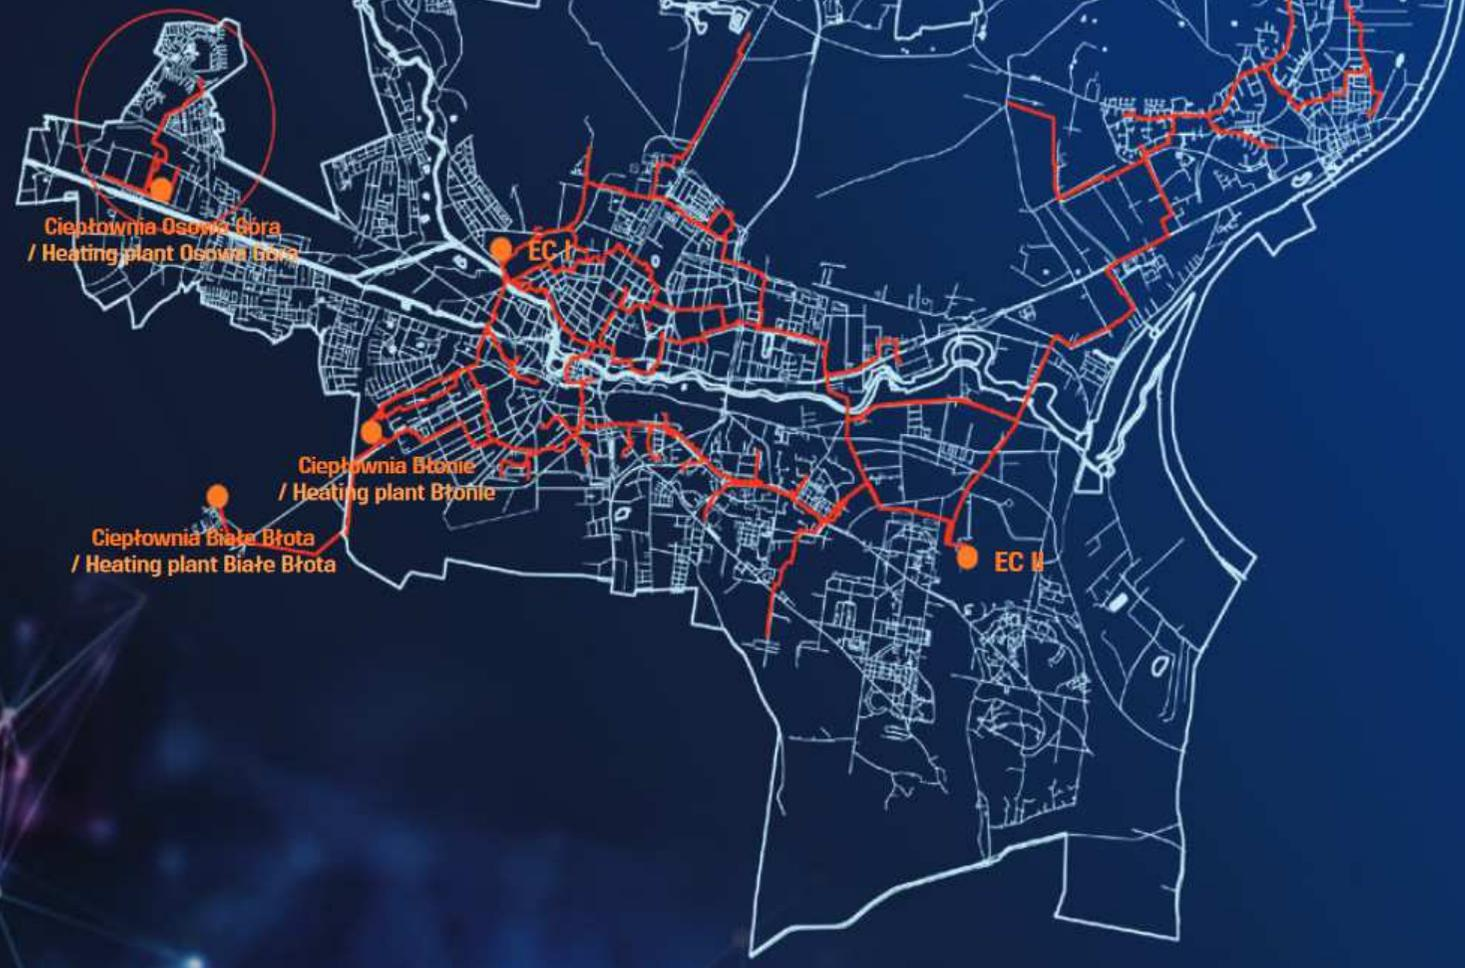 Ciepłownia Osowa Góra
/ Heating plant Osowa Góra
EC I
Ciepłownia Błonie
/ Heating plant Błonie
Ciepłownia Białe Błota
/ Heating plant Białe Błota
EC II